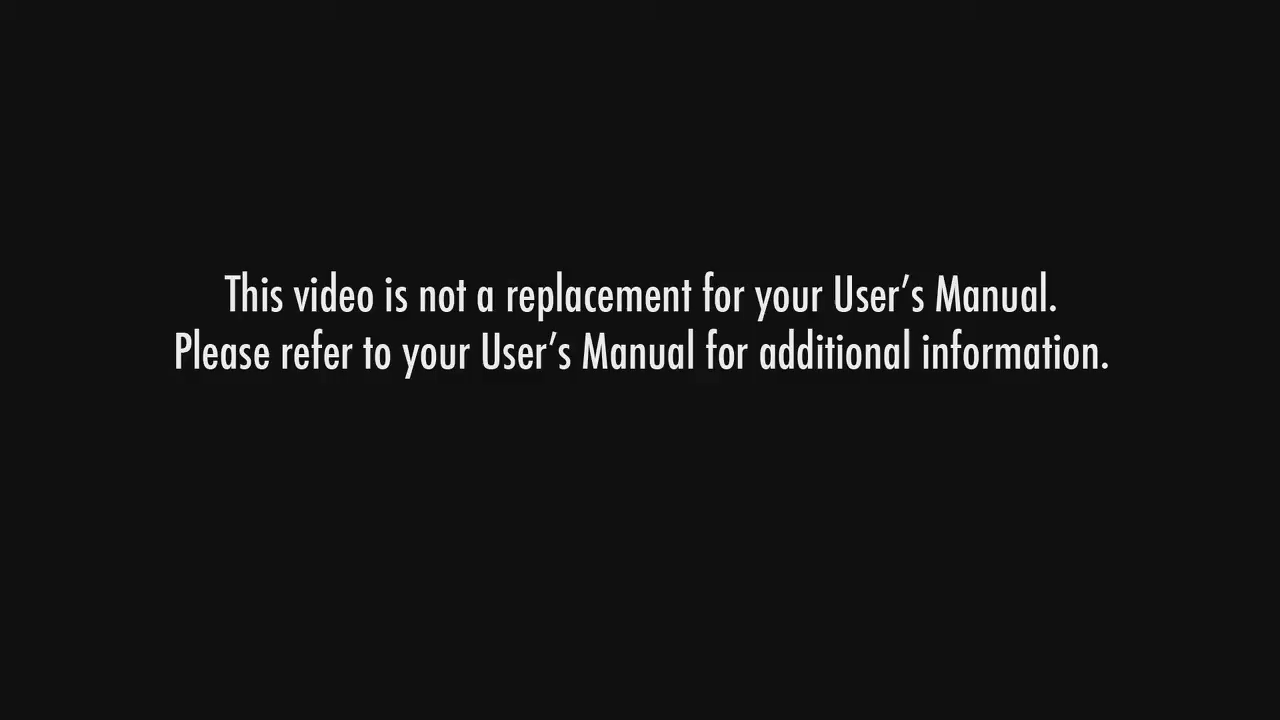 This video is not a replacement for your User’s Manual.
Please refer to your User’s Manual for additional information.